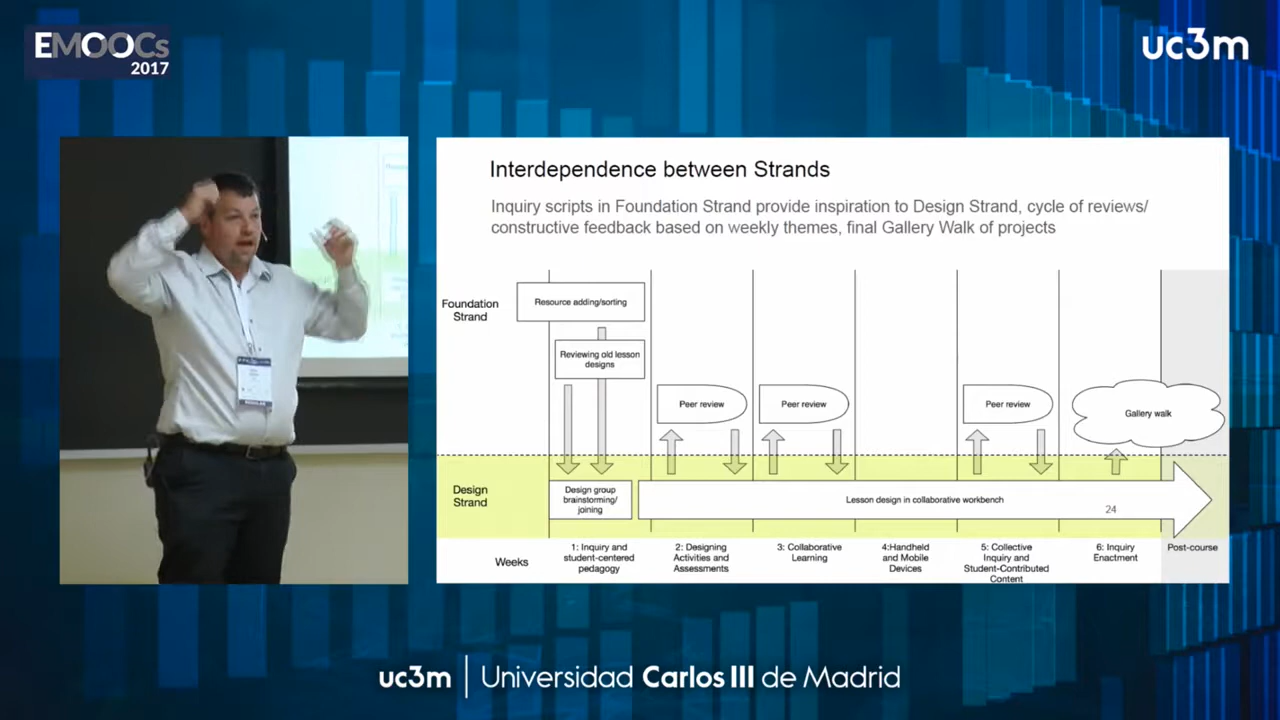 EMOOCs
2017
uc3m
Interdependence between Strands
Inquiry scripts in Foundation Strand provide inspiration to Design Strand, cycle of reviews/
constructive feedback based on weekly themes, final Gallery Walk of projects
Foundation
Strand
Resource adding/sorting
Reviewing old lesson
designs
Peer review
Peer review
Peer review
Gallery walk
Design
Strand
Design group
brainstorming/
joining
Lesson design in collaborative workbench
24
Weeks
1: Inquiry and
student-centered
pedagogy
2: Designing
Activities and
Assessments
3: Collaborative
Learning
4:Handheld
and Mobile
Devices
5: Collective
Inquiry and
Student-Contributed
Content
6: Inquiry
Enactment
Post-course
uc3m | Universidad Carlos III de Madrid